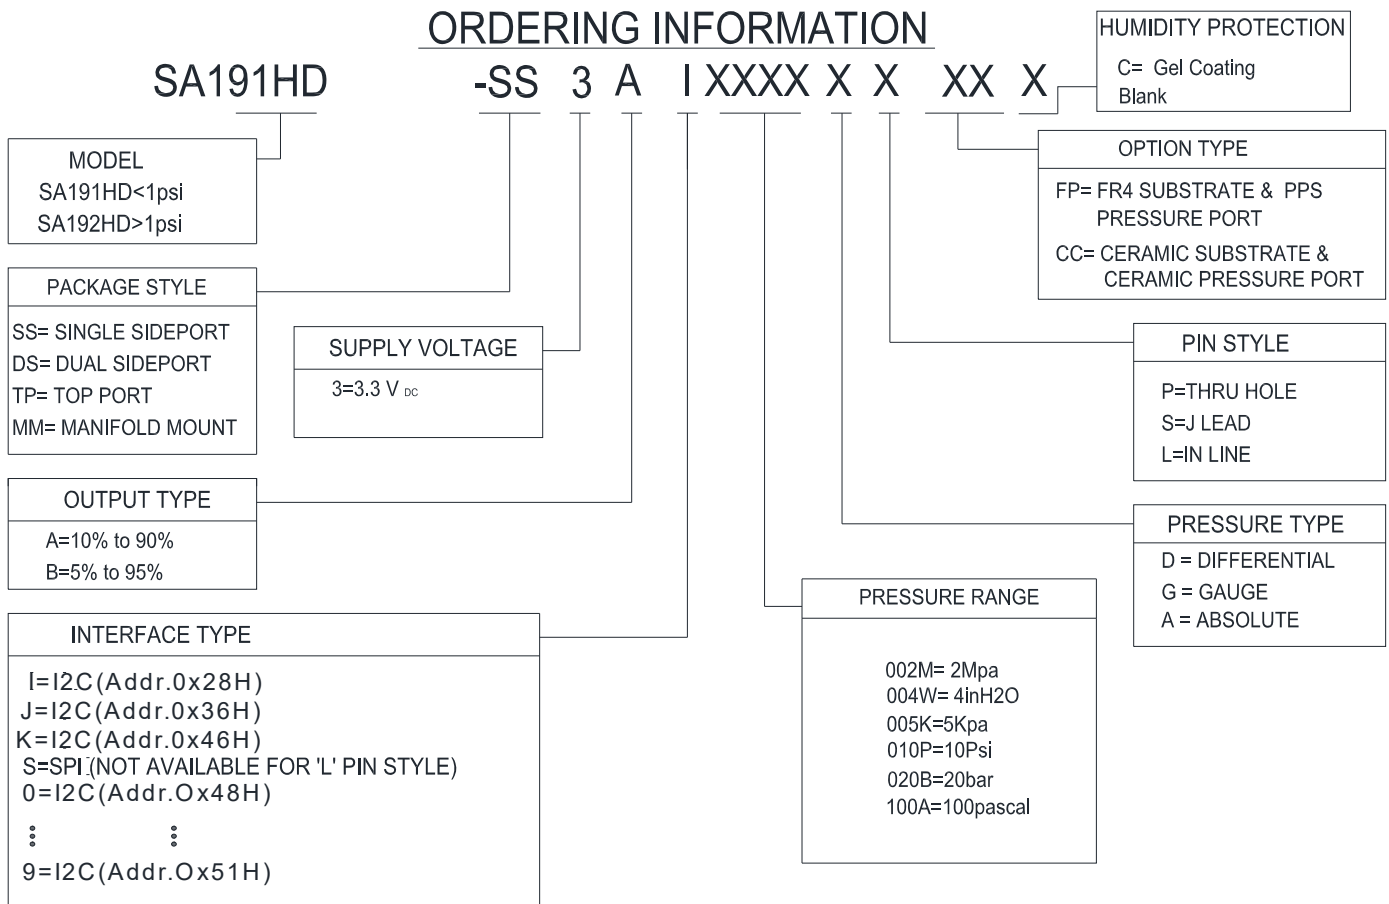 ORDERING INFORMATION
SA191HD -SS 3 A I XXXX X X XX X
HUMIDITY PROTECTION
C= Gel Coating
Blank
MODEL
SA191HD<1psi
SA192HD>1psi
OPTION TYPE
FP= FR4 SUBSTRATE & PPS
PRESSURE PORT
CC= CERAMIC SUBSTRATE &
CERAMIC PRESSURE PORT
PACKAGE STYLE
SS= SINGLE SIDEPORT
DS= DUAL SIDEPORT
TP= TOP PORT
MM= MANIFOLD MOUNT
SUPPLY VOLTAGE
3=3.3 V DC
PIN STYLE
P=THRU HOLE
S=J LEAD
L=IN LINE
OUTPUT TYPE
A=10% to 90%
B=5% to 95%
PRESSURE TYPE
D = DIFFERENTIAL
G = GAUGE
A = ABSOLUTE
PRESSURE RANGE
002M= 2Mpa
004W= 4inH2O
005K=5Kpa
010P=10Psi
020B=20bar
100A=100pascal
INTERFACE TYPE
I=I2C(Addr.0x28H)
J=I2C(Addr.0x36H)
K=I2C(Addr.0x46H)
S=SPI (NOT AVAILABLE FOR 'L' PIN STYLE)
0=I2C(Addr.Ox48H)
9=I2C(Addr.Ox51H)